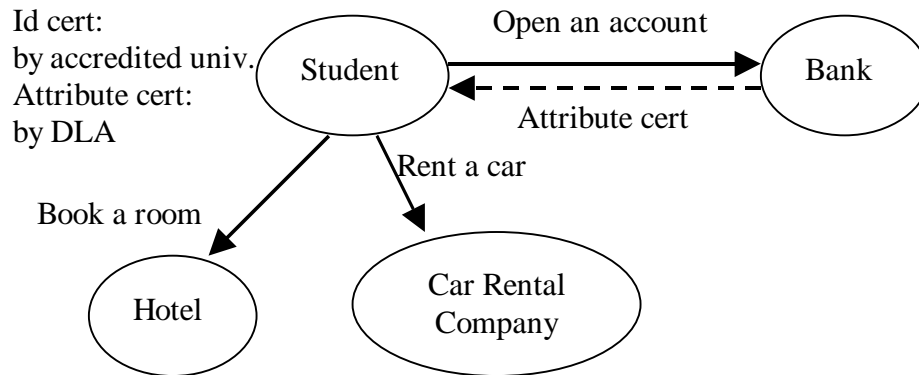 Id cert:
by accredited univ.
Attribute cert:
by DLA
Student
Open an account
Bank
Attribute cert
Rent a car
Book a room
Hotel
Car Rental
Company